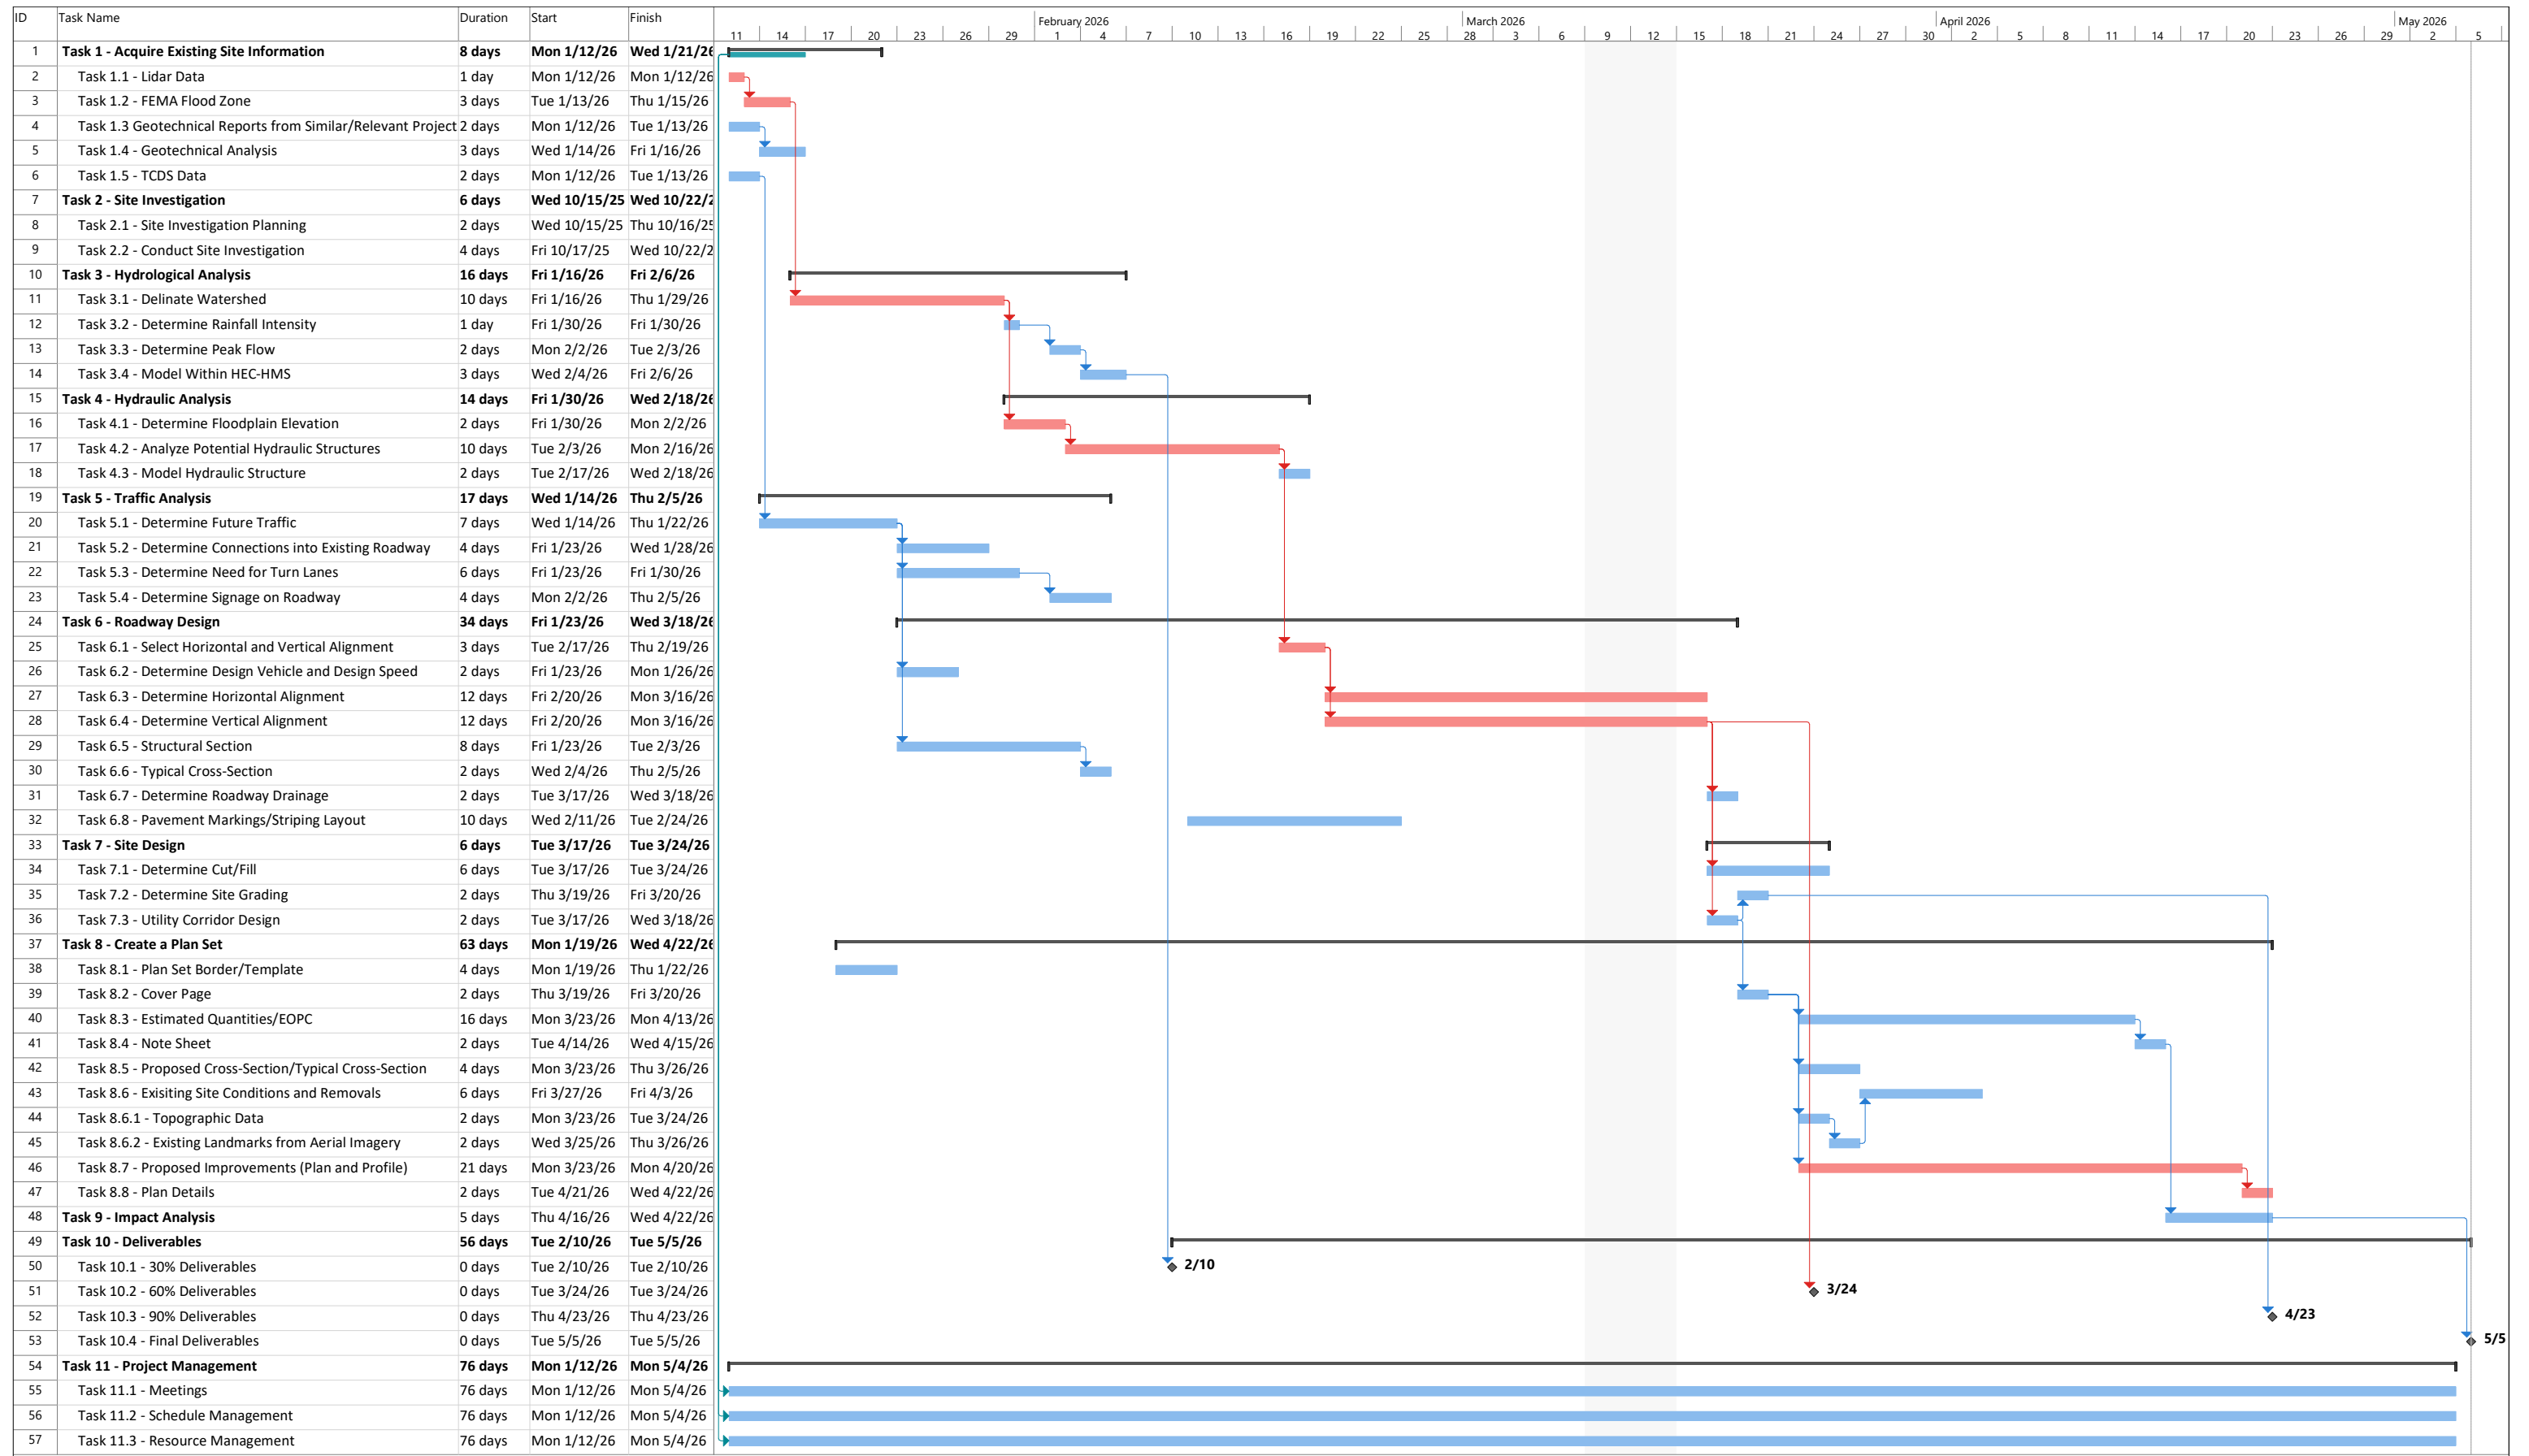 ID Task Name Duration Start Finish February 2026 March 2026 April 2026 May 2026
11 14 17 20 23 26 29 1 4 7 10 13 16 19 22 25 28 3 6 9 12 15 18 21 24 27 30 2 5 8 11 14 17 20 23 26 29 2 5
1 Task 1 - Acquire Existing Site Information 8 days Mon 1/12/26 Wed 1/21/26
2 Task 1.1 - Lidar Data 1 day Mon 1/12/26 Mon 1/12/26
3 Task 1.2 - FEMA Flood Zone 3 days Tue 1/13/26 Thu 1/15/26
4 Task 1.3 Geotechnical Reports from Similar/Relevant Project 2 days Mon 1/12/26 Tue 1/13/26
5 Task 1.4 - Geotechnical Analysis 3 days Wed 1/14/26 Fri 1/16/26
6 Task 1.5 - TCDS Data 2 days Mon 1/12/26 Tue 1/13/26
7 Task 2 - Site Investigation 6 days Wed 10/15/25 Wed 10/22/2
8 Task 2.1 - Site Investigation Planning 2 days Wed 10/15/25 Thu 10/16/25
9 Task 2.2 - Conduct Site Investigation 4 days Fri 10/17/25 Wed 10/22/2
10 Task 3 - Hydrological Analysis 16 days Fri 1/16/26 Fri 2/6/26
11 Task 3.1 - Delinate Watershed 10 days Fri 1/16/26 Thu 1/29/26
12 Task 3.2 - Determine Rainfall Intensity 1 day Fri 1/30/26 Fri 1/30/26
13 Task 3.3 - Determine Peak Flow 2 days Mon 2/2/26 Tue 2/3/26
14 Task 3.4 - Model Within HEC-HMS 3 days Wed 2/4/26 Fri 2/6/26
15 Task 4 - Hydraulic Analysis 14 days Fri 1/30/26 Wed 2/18/26
16 Task 4.1 - Determine Floodplain Elevation 2 days Fri 1/30/26 Mon 2/2/26
17 Task 4.2 - Analyze Potential Hydraulic Structures 10 days Tue 2/3/26 Mon 2/16/26
18 Task 4.3 - Model Hydraulic Structure 2 days Tue 2/17/26 Wed 2/18/26
19 Task 5 - Traffic Analysis 17 days Wed 1/14/26 Thu 2/5/26
20 Task 5.1 - Determine Future Traffic 7 days Wed 1/14/26 Thu 1/22/26
21 Task 5.2 - Determine Connections into Existing Roadway 4 days Fri 1/23/26 Wed 1/28/26
22 Task 5.3 - Determine Need for Turn Lanes 6 days Fri 1/23/26 Fri 1/30/26
23 Task 5.4 - Determine Signage on Roadway 4 days Mon 2/2/26 Thu 2/5/26
24 Task 6 - Roadway Design 34 days Fri 1/23/26 Wed 3/18/26
25 Task 6.1 - Select Horizontal and Vertical Alignment 3 days Tue 2/17/26 Thu 2/19/26
26 Task 6.2 - Determine Design Vehicle and Design Speed 2 days Fri 1/23/26 Mon 1/26/26
27 Task 6.3 - Determine Horizontal Alignment 12 days Fri 2/20/26 Mon 3/16/26
28 Task 6.4 - Determine Vertical Alignment 12 days Fri 2/20/26 Mon 3/16/26
29 Task 6.5 - Structural Section 8 days Fri 1/23/26 Tue 2/3/26
30 Task 6.6 - Typical Cross-Section 2 days Wed 2/4/26 Thu 2/5/26
31 Task 6.7 - Determine Roadway Drainage 2 days Tue 3/17/26 Wed 3/18/26
32 Task 6.8 - Pavement Markings/Striping Layout 10 days Wed 2/11/26 Tue 2/24/26
33 Task 7 - Site Design 6 days Tue 3/17/26 Tue 3/24/26
34 Task 7.1 - Determine Cut/Fill 6 days Tue 3/17/26 Tue 3/24/26
35 Task 7.2 - Determine Site Grading 2 days Thu 3/19/26 Fri 3/20/26
36 Task 7.3 - Utility Corridor Design 2 days Tue 3/17/26 Wed 3/18/26
37 Task 8 - Create a Plan Set 63 days Mon 1/19/26 Wed 4/22/26
38 Task 8.1 - Plan Set Border/Template 4 days Mon 1/19/26 Thu 1/22/26
39 Task 8.2 - Cover Page 2 days Thu 3/19/26 Fri 3/20/26
40 Task 8.3 - Estimated Quantities/EOPC 16 days Mon 3/23/26 Mon 4/13/26
41 Task 8.4 - Note Sheet 2 days Tue 4/14/26 Wed 4/15/26
42 Task 8.5 - Proposed Cross-Section/Typical Cross-Section 4 days Mon 3/23/26 Thu 3/26/26
43 Task 8.6 - Exisiting Site Conditions and Removals 6 days Fri 3/27/26 Fri 4/3/26
44 Task 8.6.1 - Topographic Data 2 days Mon 3/23/26 Tue 3/24/26
45 Task 8.6.2 - Existing Landmarks from Aerial Imagery 2 days Wed 3/25/26 Thu 3/26/26
46 Task 8.7 - Proposed Improvements (Plan and Profile) 21 days Mon 3/23/26 Mon 4/20/26
47 Task 8.8 - Plan Details 2 days Tue 4/21/26 Wed 4/22/26
48 Task 9 - Impact Analysis 5 days Thu 4/16/26 Wed 4/22/26
49 Task 10 - Deliverables 56 days Tue 2/10/26 Tue 5/5/26
50 Task 10.1 - 30% Deliverables 0 days Tue 2/10/26 Tue 2/10/26 2/10
51 Task 10.2 - 60% Deliverables 0 days Tue 3/24/26 Tue 3/24/26 3/24
52 Task 10.3 - 90% Deliverables 0 days Thu 4/23/26 Thu 4/23/26 4/23
53 Task 10.4 - Final Deliverables 0 days Tue 5/5/26 Tue 5/5/26 5/5
54 Task 11 - Project Management 76 days Mon 1/12/26 Mon 5/4/26
55 Task 11.1 - Meetings 76 days Mon 1/12/26 Mon 5/4/26
56 Task 11.2 - Schedule Management 76 days Mon 1/12/26 Mon 5/4/26
57 Task 11.3 - Resource Management 76 days Mon 1/12/26 Mon 5/4/26